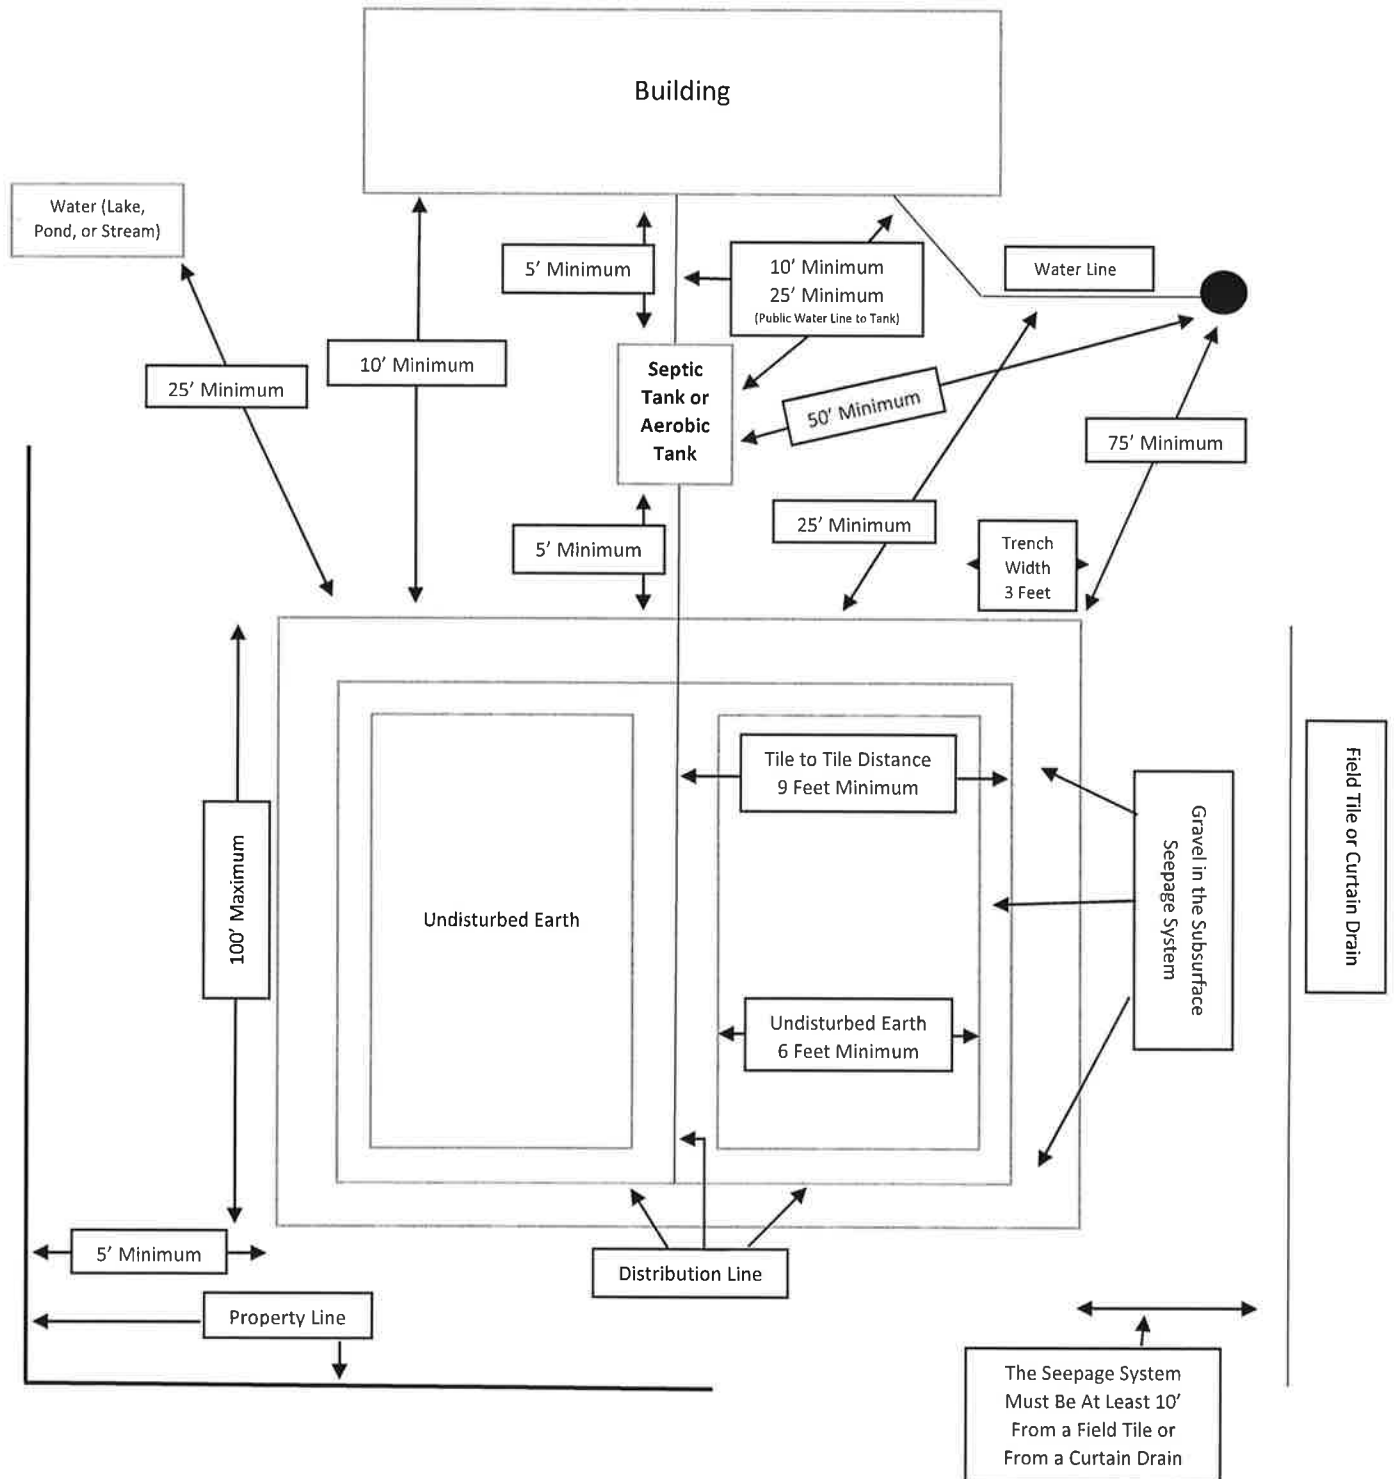 Building
Water (Lake,
Pond, or Stream)
5' Minimum
10' Minimum
25' Minimum
(Public Water Line to Tank)
Water Line
10' Minimum
25' Minimum
Septic
Tank or
Aerobic
Tank
50' Minimum
75' Minimum
25' Minimum
5' Minimum
Trench
Width
3 Feet
Tile to Tile Distance
9 Feet Minimum
100' Maximum
Undisturbed Earth
Gravel in the Subsurface
Seepage System
Field Tile or Curtain Drain
Undisturbed Earth
6 Feet Minimum
5' Minimum
Distribution Line
Property Line
The Seepage System
Must Be At Least 10'
From a Field Tile or
From a Curtain Drain